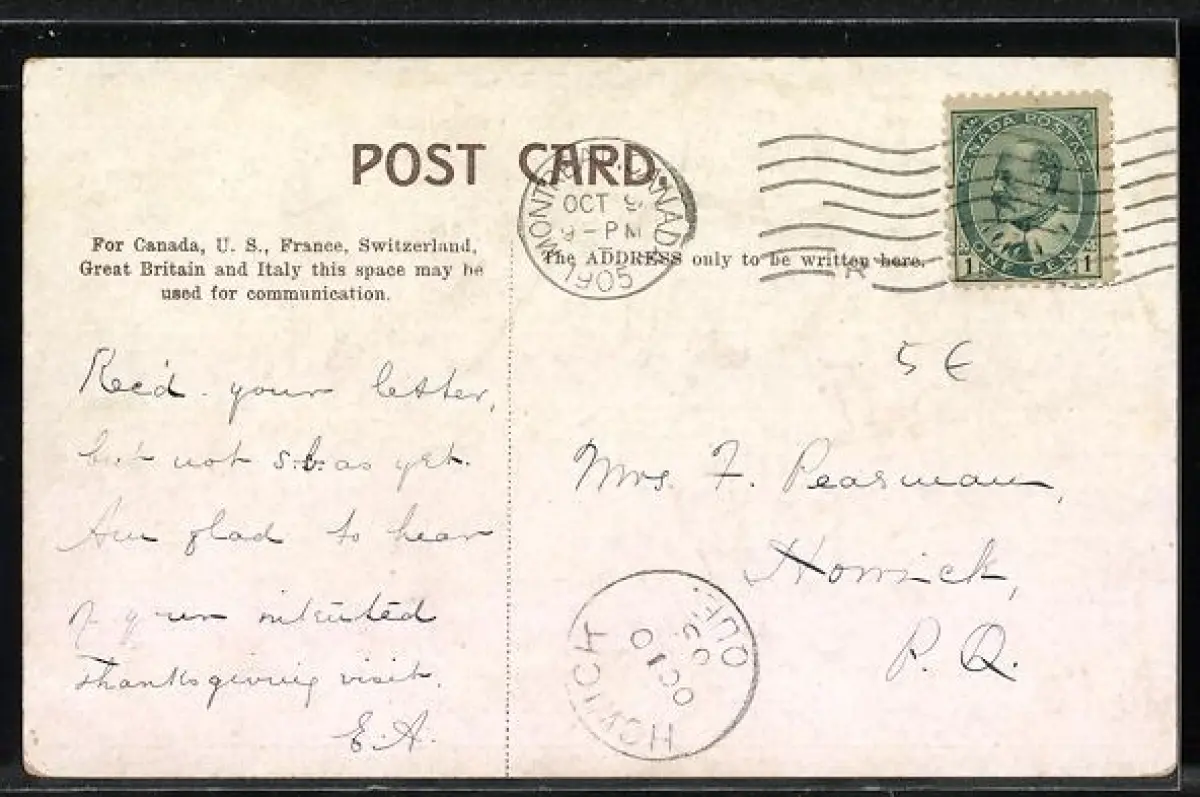 POST CARD.
MONTREAL, CANADA
OCT 9
9-PM
1905
CANADA POSTAGE
1 ONE CENT 1
For Canada, U. S., France, Switzerland,
Great Britain and Italy this space may be
used for communication.
The ADDRESS only to be written here.
5 €
Rec'd. your letter,
but not s.b. as yet.
Am glad to hear
of your intended
Thanksgiving visit.
E.A.
Mrs. F. Pearman,
Howick,
P. Q.
HOWICK
OC 10
05
QUE.